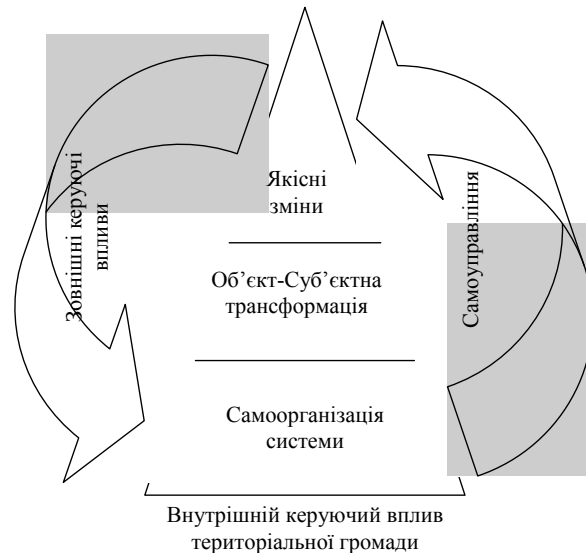 Зовнішні керуючі
впливи
Якісні
зміни
Об’єкт-Суб’єктна
трансформація
Самоуправління
Самоорганізація
системи
Внутрішній керуючий вплив
територіальної громади